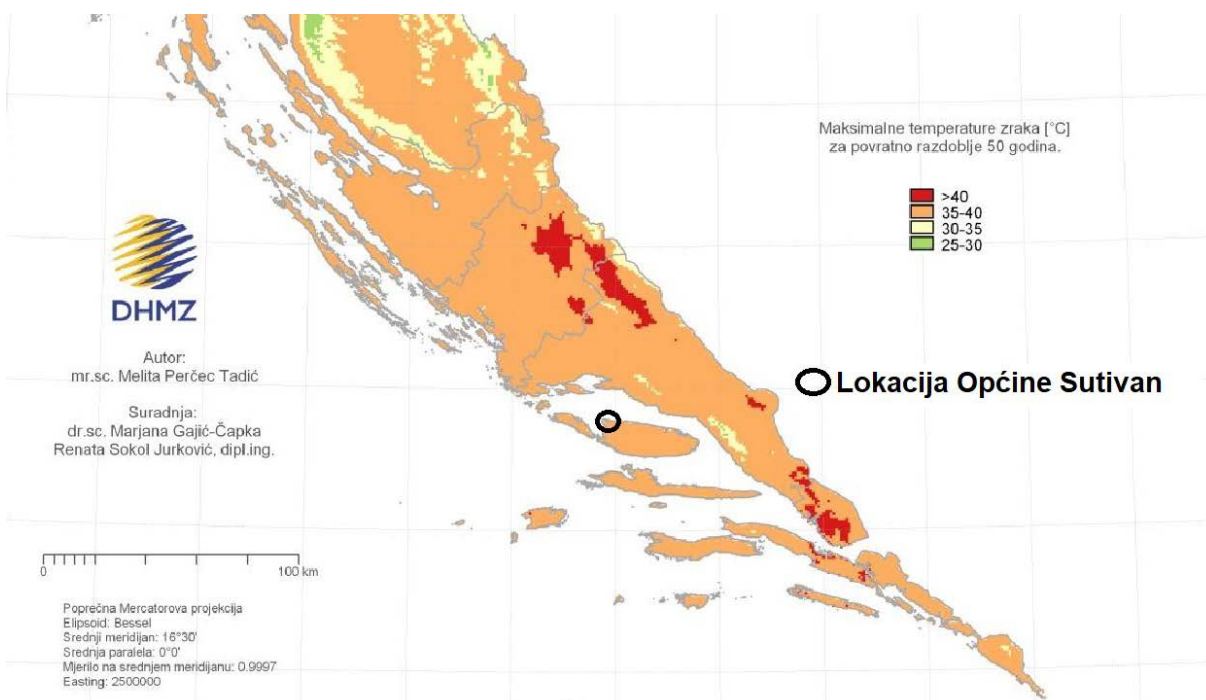 Maksimalne temperature zraka [°C]
za povratno razdoblje 50 godina.
>40
35-40
30-35
25-30
DHMZ
Autor:
mr.sc. Melita Perčec Tadić
Suradnja:
dr.sc. Marjana Gajić-Čapka
Renata Sokol Jurković, dipl.ing.
Lokacija Općine Sutivan
0 100 km
Poprečna Mercatorova projekcija
Elipsoid: Bessel
Srednji meridijan: 16°30'
Srednja paralela: 0°0'
Mjerilo na srednjem meridijanu: 0.9997
Easting: 2500000